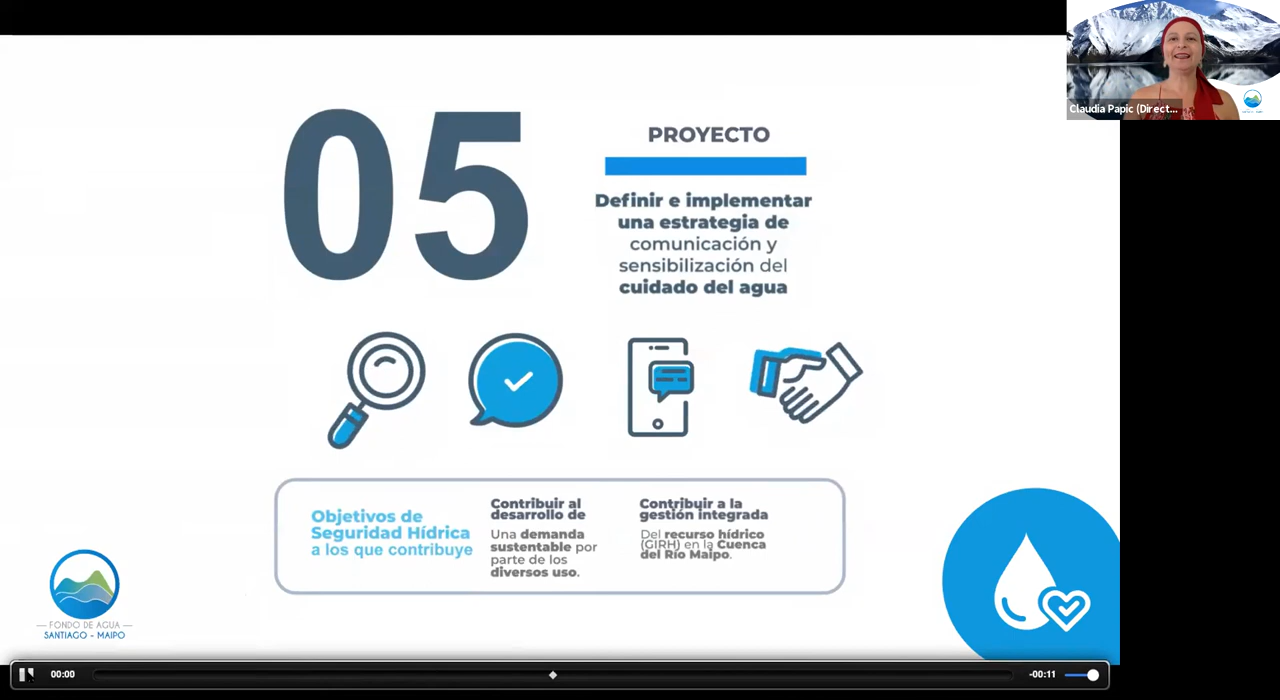 Claudia Papic (Direct...
05
PROYECTO
Definir e implementar
una estrategia de
comunicación y
sensibilización del
cuidado del agua
Objetivos de
Seguridad Hídrica
a los que contribuye
Contribuir al
desarrollo de
Una demanda
sustentable por
parte de los
diversos uso.
Contribuir a la
gestión integrada
Del recurso hídrico
(GIRH) en la Cuenca
del Río Maipo.
FONDO DE AGUA
SANTIAGO - MAIPO
00:00
-00:11